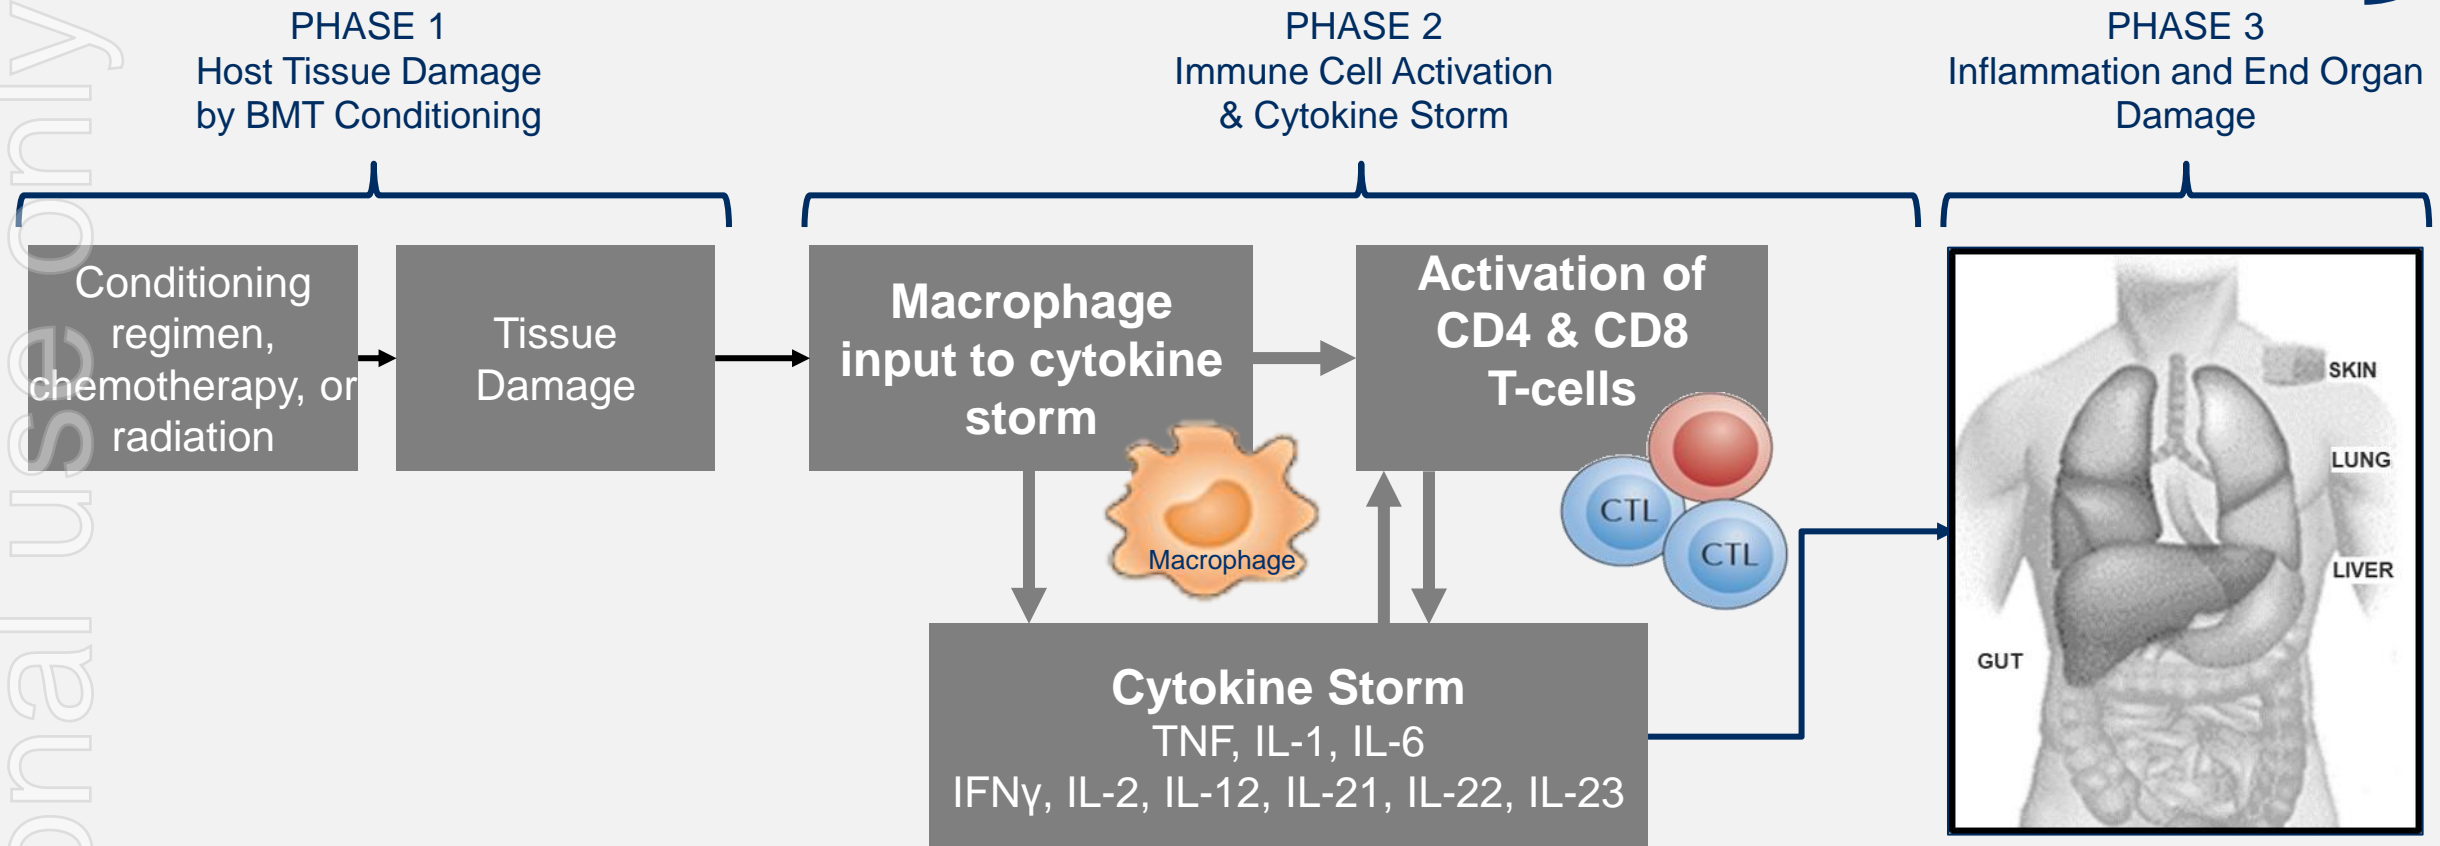 PHASE 1
Host Tissue Damage
by BMT Conditioning
PHASE 2
Immune Cell Activation
& Cytokine Storm
PHASE 3
Inflammation and End Organ
Damage
Conditioning
regimen,
chemotherapy, or
radiation
Tissue
Damage
Macrophage
input to cytokine
storm
Macrophage
Activation of
CD4 & CD8
T-cells
CTL
CTL
Cytokine Storm
TNF, IL-1, IL-6
IFNγ, IL-2, IL-12, IL-21, IL-22, IL-23
SKIN
LUNG
LIVER
GUT
onal use only